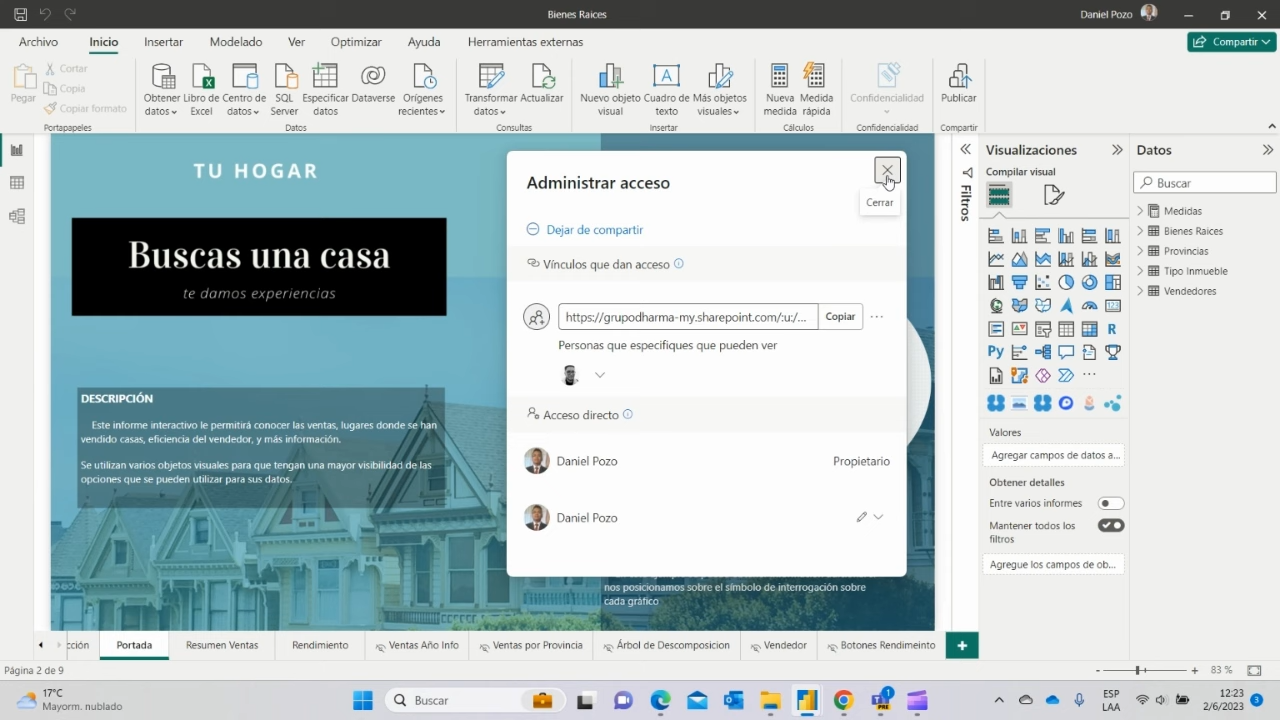 Bienes Raices
Daniel Pozo
Archivo
Inicio
Insertar
Modelado
Ver
Optimizar
Ayuda
Herramientas externas
Compartir
Pegar
Cortar
Copia
Copiar formato
Portapapeles
Obtener datos
Libro de Excel
Centro de datos
SQL Server
Especificar datos
Dataverse
Orígenes recientes
Datos
Transformar datos
Actualizar
Consultas
Nuevo objeto visual
Cuadro de texto
Más objetos visuales
Insertar
Nueva medida
Medida rápida
Cálculos
Confidencialidad
Confidencialidad
Publicar
Compartir
TU HOGAR
Buscas una casa
te damos experiencias
DESCRIPCIÓN
Este informe interactivo le permitirá conocer las ventas, lugares donde se han
vendido casas, eficiencia del vendedor, y más información.
Se utilizan varios objetos visuales para que tengan una mayor visibilidad de las
opciones que se pueden utilizar para sus datos.
Administrar acceso
Cerrar
Dejar de compartir
Vínculos que dan acceso
https://grupodharma-my.sharepoint.com/:u:/...
Copiar
Personas que especifiques que pueden ver
Acceso directo
Daniel Pozo
Propietario
Daniel Pozo
nos posicionamos sobre el símbolo de interrogación sobre
cada gráfico
Filtros
Visualizaciones
Compilar visual
R
Py
123
Valores
Agregar campos de datos a...
Obtener detalles
Entre varios informes
Mantener todos los
filtros
Agregue los campos de ob...
Datos
Buscar
Medidas
Bienes Raices
Provincias
Tipo Inmueble
Vendedores
cción
Portada
Resumen Ventas
Rendimiento
Ventas Año Info
Ventas por Provincia
Árbol de Descomposicion
Vendedor
Botones Rendimeinto
Página 2 de 9
83 %
17°C
Mayorm. nublado
Buscar
1
ESP
LAA
12:23
2/6/2023
3